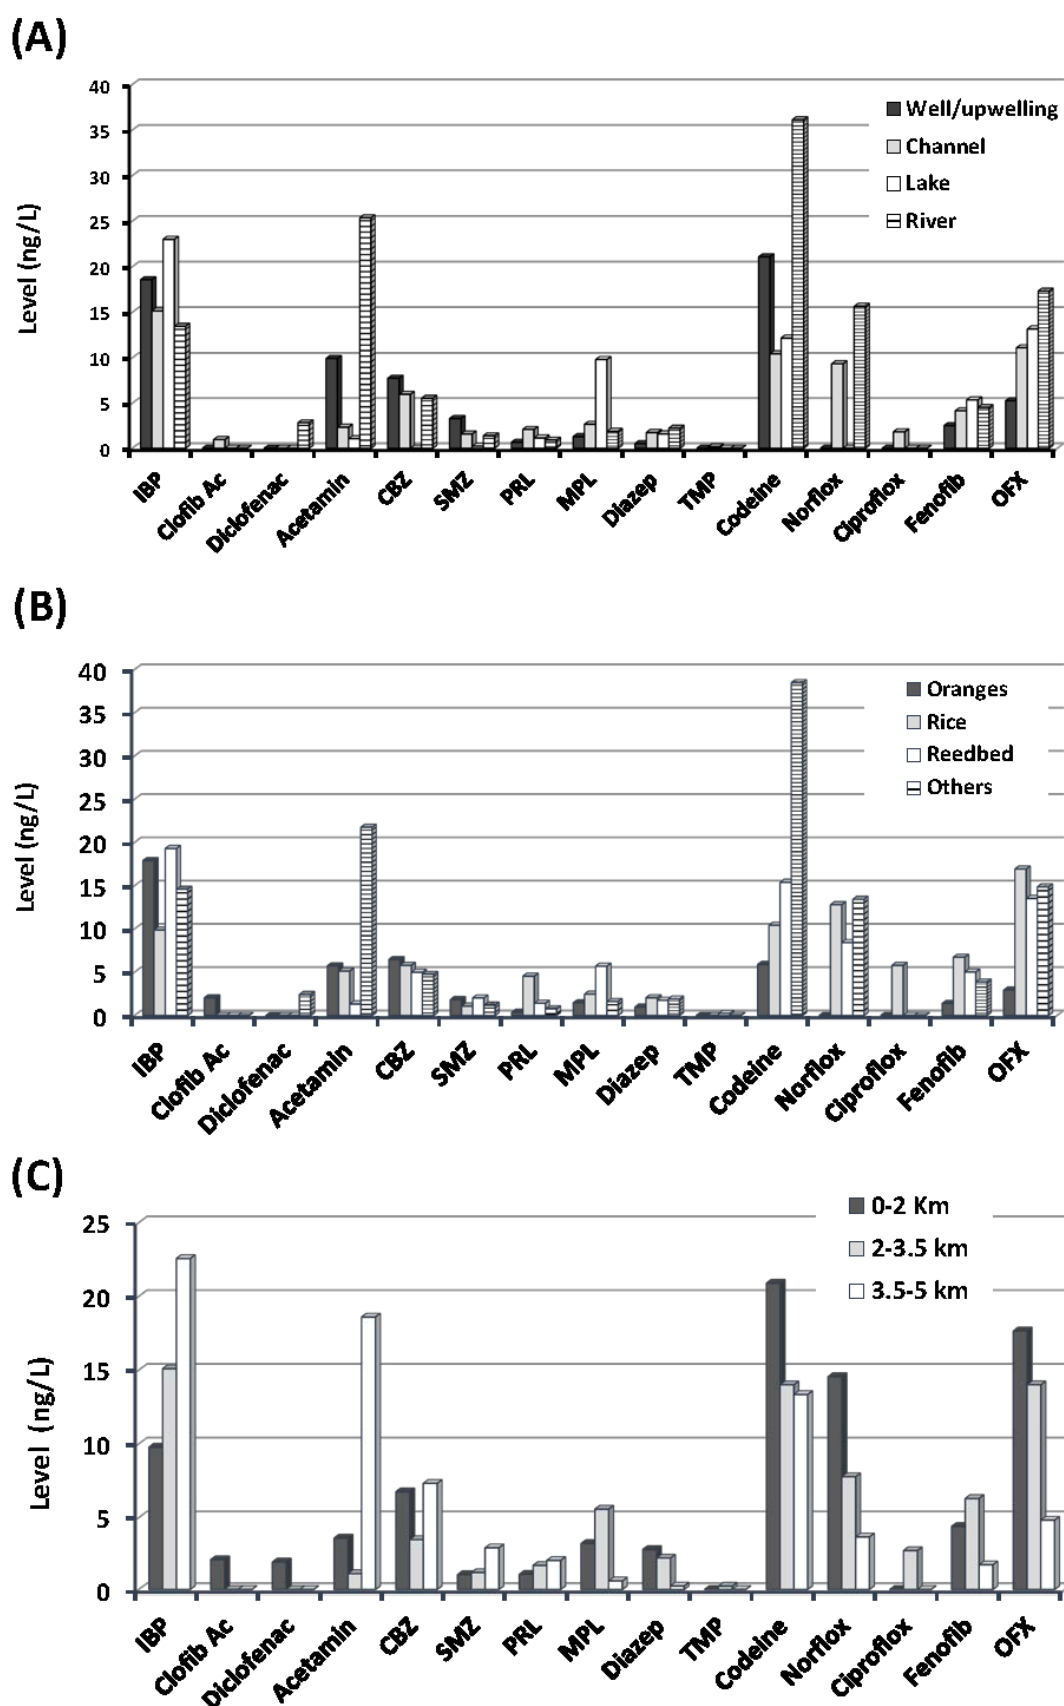 (A)
Level (ng/L)
40
35
30
25
20
15
10
5
0
Well/upwelling
Channel
Lake
River
IBP
Clofib Ac
Diclofenac
Acetamin
CBZ
SMZ
PRL
MPL
Diazep
TMP
Codeine
Norflox
Ciproflox
Fenofib
OFX
(B)
Level (ng/L)
40
35
30
25
20
15
10
5
0
Oranges
Rice
Reedbed
Others
IBP
Clofib Ac
Diclofenac
Acetamin
CBZ
SMZ
PRL
MPL
Diazep
TMP
Codeine
Norflox
Ciproflox
Fenofib
OFX
(C)
Level (ng/L)
25
20
15
10
5
0
0-2 Km
2-3.5 km
3.5-5 km
IBP
Clofib Ac
Diclofenac
Acetamin
CBZ
SMZ
PRL
MPL
Diazep
TMP
Codeine
Norflox
Ciproflox
Fenofib
OFX